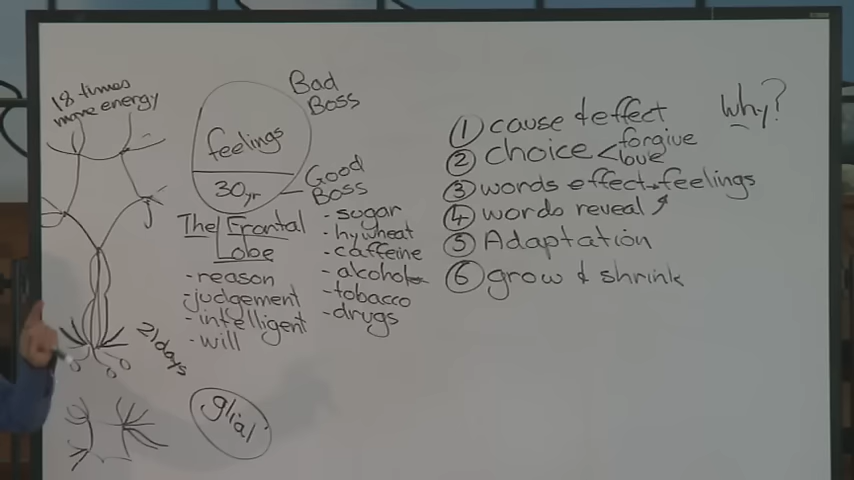 18 times
more energy
Bad
Boss
feelings
30yr
Good
Boss
The Frontal
Lobe
- reason
- judgement
- intelligent
- will
- sugar
- hy wheat
- caffeine
- alcohol
- tobacco
- drugs
21 days
glial
Why?
① cause & effect
② choice < forgive
love
③ words effect feelings
④ words reveal
⑤ Adaptation
⑥ grow & shrink